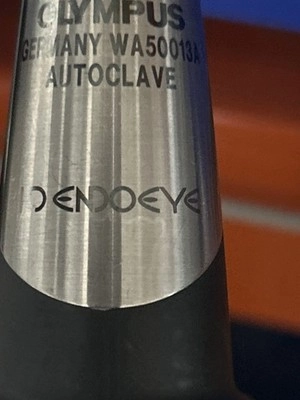 OLYMPUS
GERMANY WA50013A
AUTOCLAVE
ENDOEYE